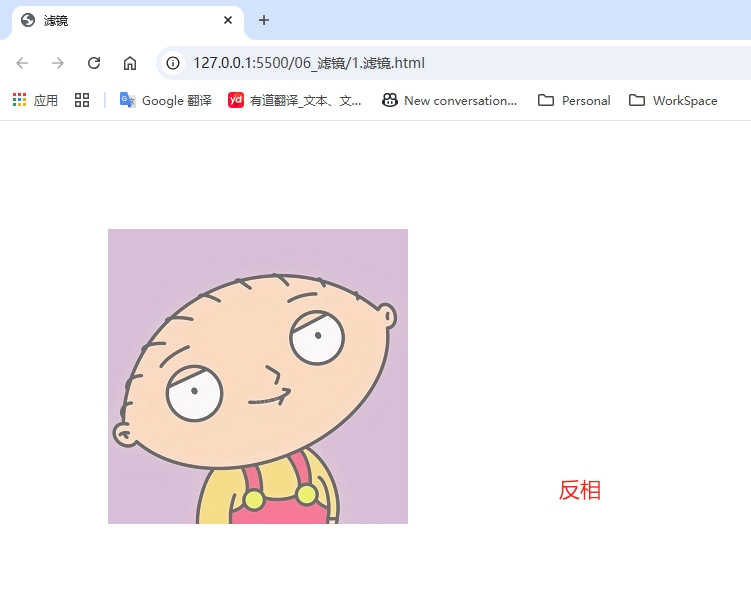 滤镜
127.0.0.1:5500/06_滤镜/1.滤镜.html
应用 Google 翻译 yd 有道翻译_文本、文... New conversation... Personal WorkSpace
反相